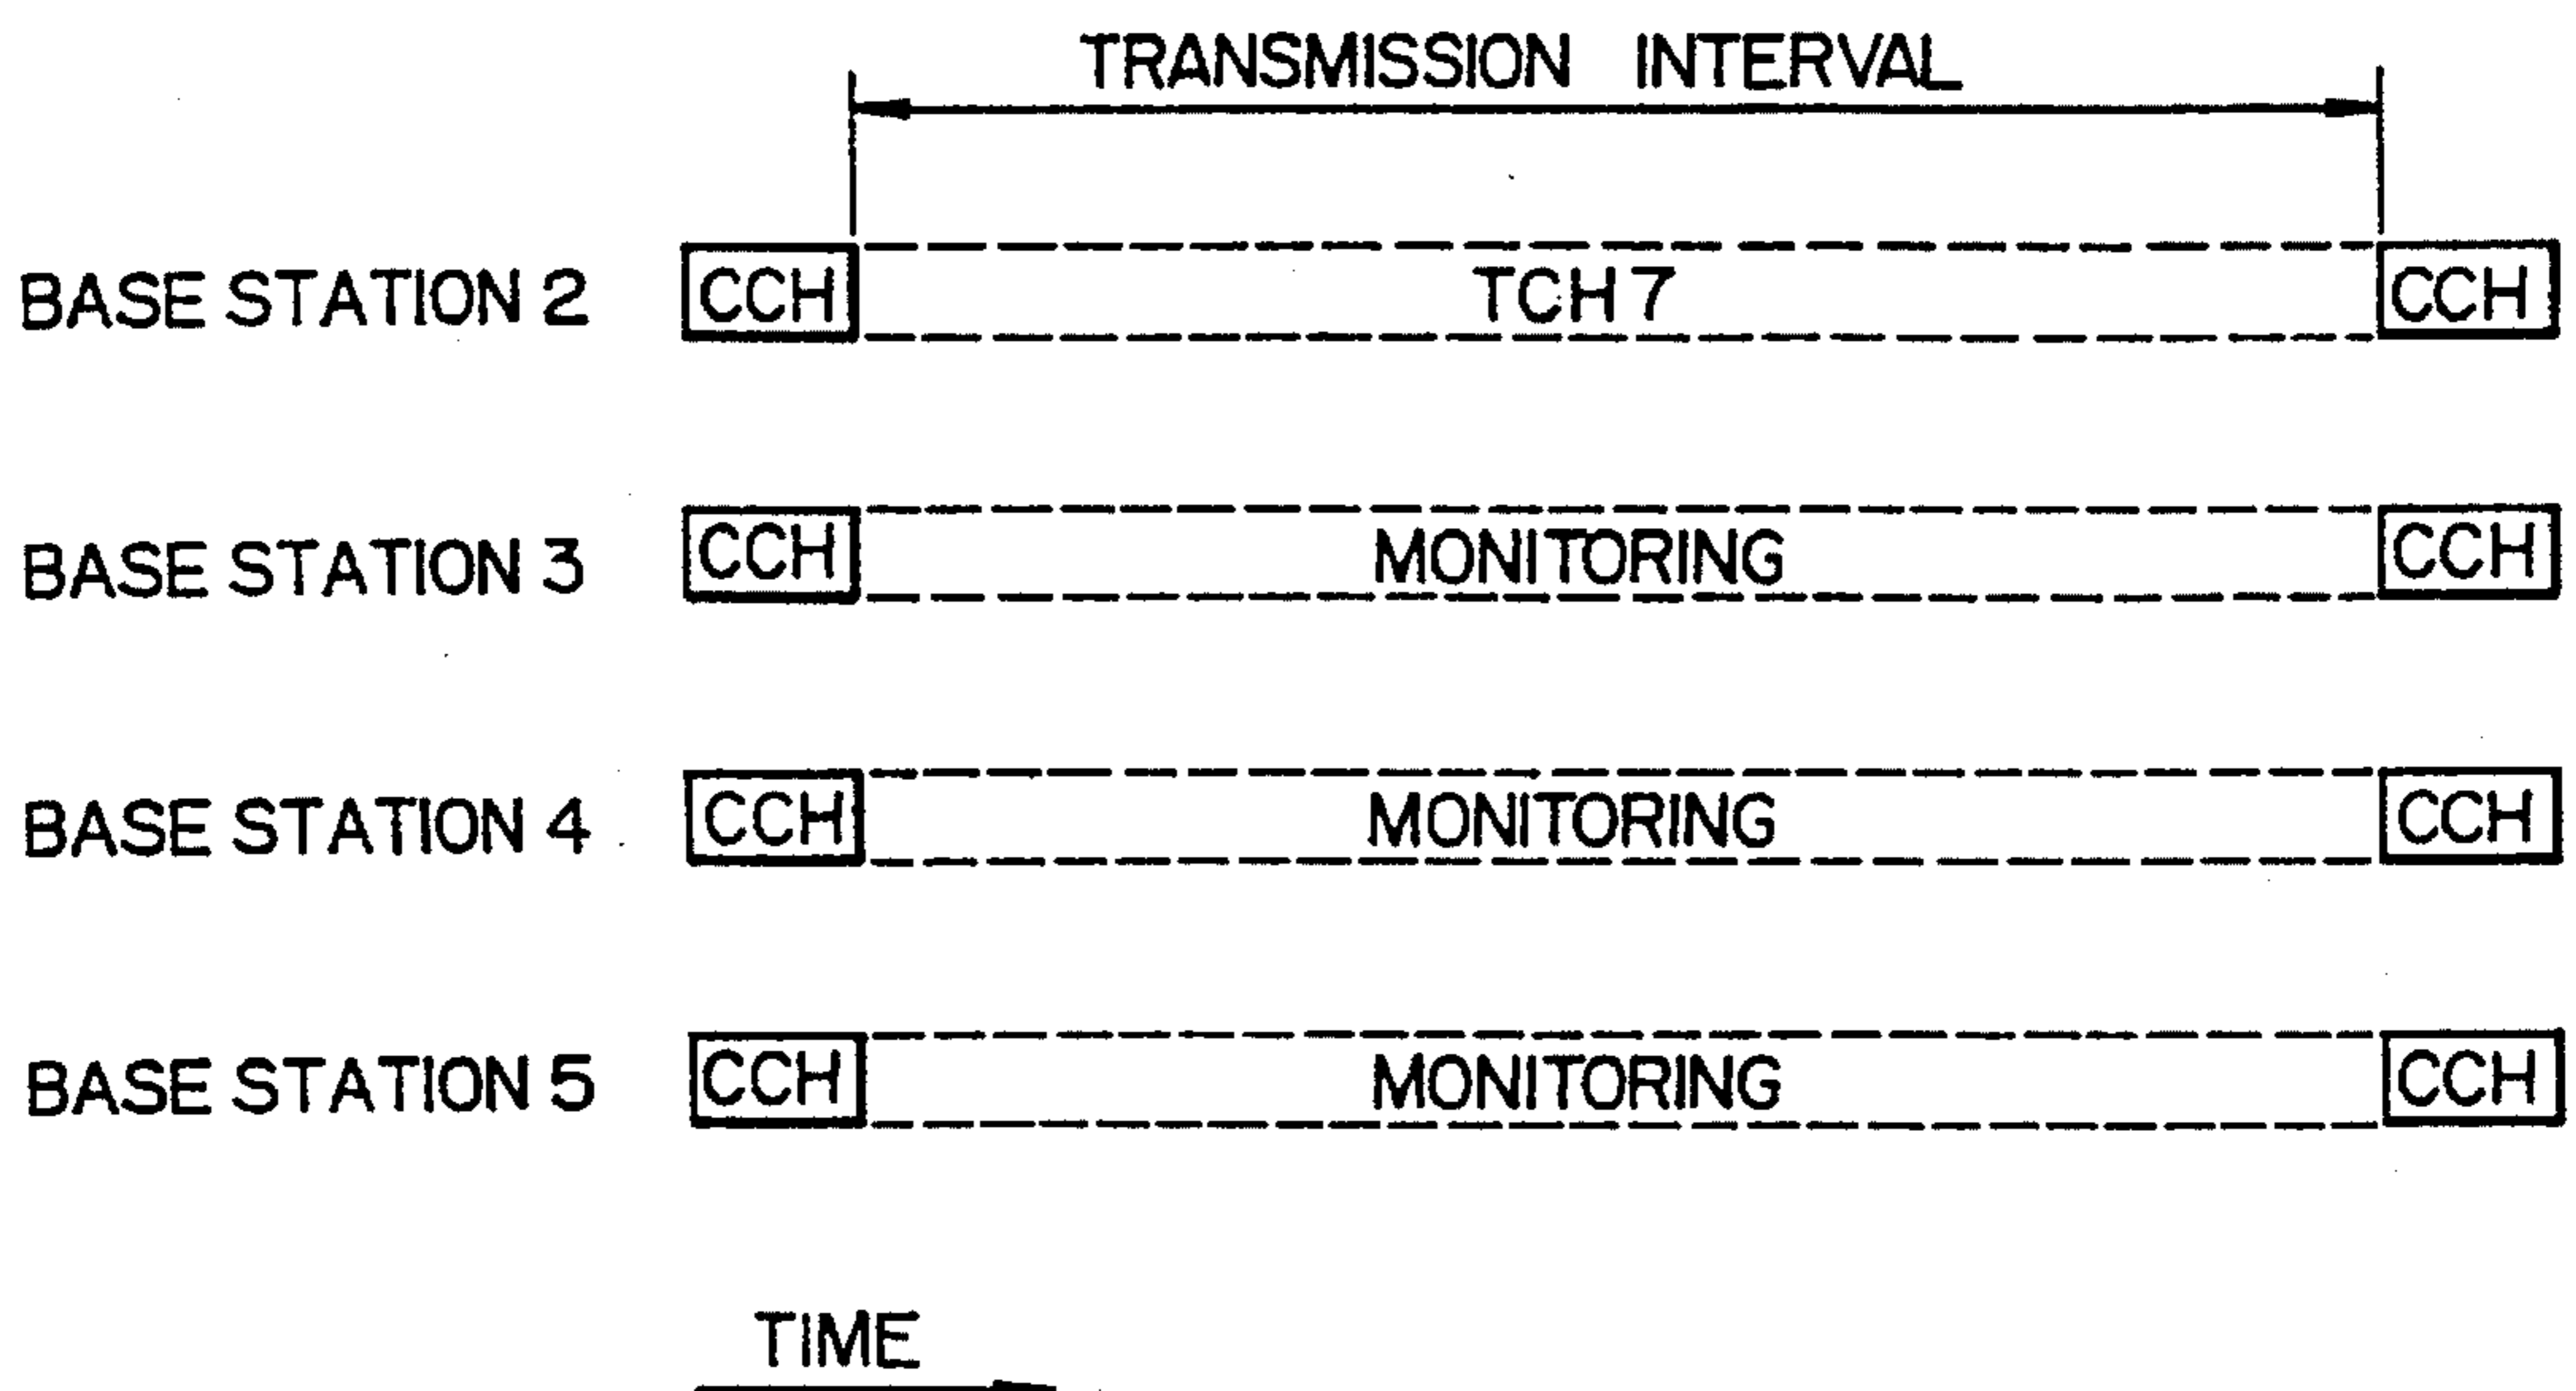 TRANSMISSION INTERVAL
BASE STATION 2 CCH TCH 7 CCH
BASE STATION 3 CCH MONITORING CCH
BASE STATION 4 CCH MONITORING CCH
BASE STATION 5 CCH MONITORING CCH
TIME